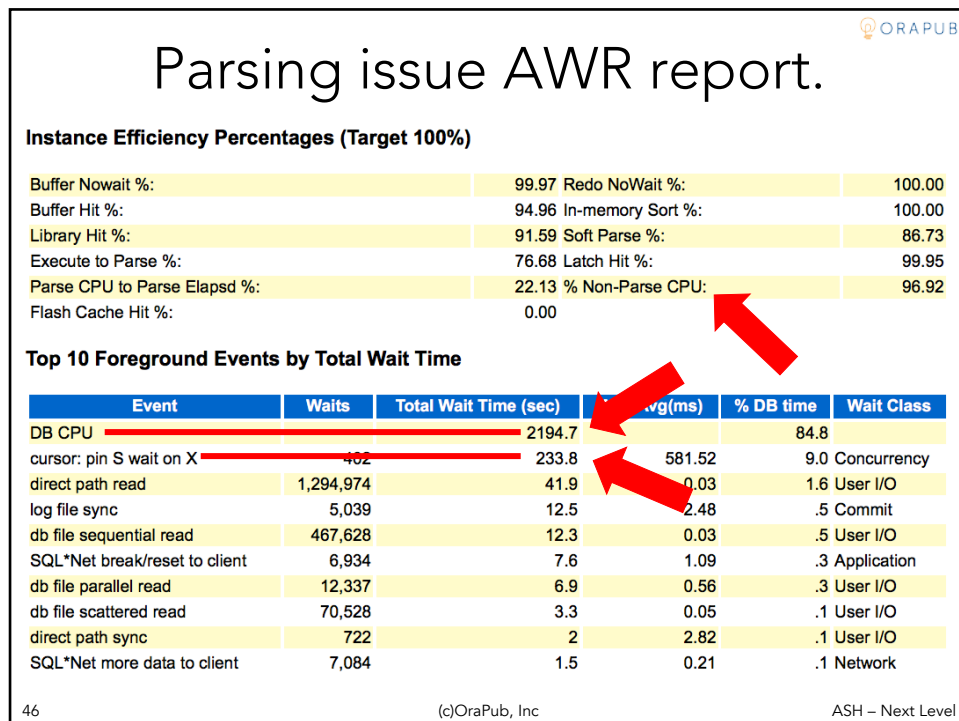 ORAPUB
Parsing issue AWR report.
Instance Efficiency Percentages (Target 100%)
Buffer Nowait %: 99.97 Redo NoWait %: 100.00
Buffer Hit %: 94.96 In-memory Sort %: 100.00
Library Hit %: 91.59 Soft Parse %: 86.73
Execute to Parse %: 76.68 Latch Hit %: 99.95
Parse CPU to Parse Elapsd %: 22.13 % Non-Parse CPU: 96.92
Flash Cache Hit %: 0.00
Top 10 Foreground Events by Total Wait Time
Event Waits Total Wait Time (sec) Avg(ms) % DB time Wait Class
DB CPU 2194.7 84.8
cursor: pin S wait on X 402 233.8 581.52 9.0 Concurrency
direct path read 1,294,974 41.9 0.03 1.6 User I/O
log file sync 5,039 12.5 2.48 .5 Commit
db file sequential read 467,628 12.3 0.03 .5 User I/O
SQL*Net break/reset to client 6,934 7.6 1.09 .3 Application
db file parallel read 12,337 6.9 0.56 .3 User I/O
db file scattered read 70,528 3.3 0.05 .1 User I/O
direct path sync 722 2 2.82 .1 User I/O
SQL*Net more data to client 7,084 1.5 0.21 .1 Network
46 (c)OraPub, Inc ASH – Next Level